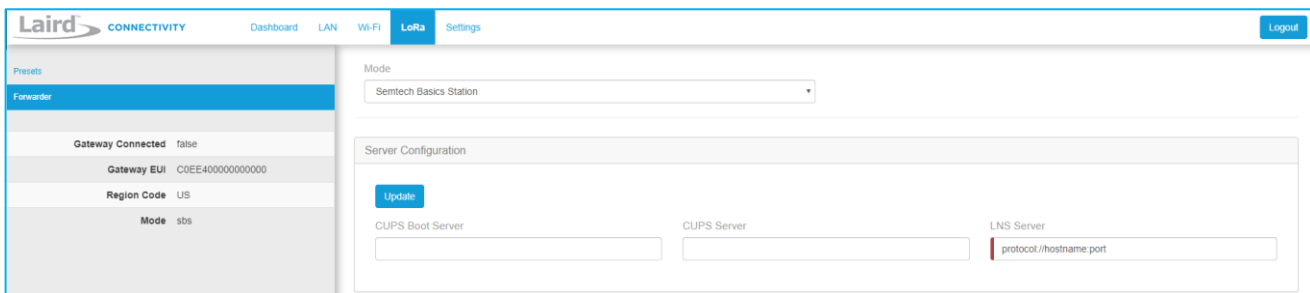 Laird CONNECTIVITY Dashboard LAN Wi-Fi LoRa Settings Logout
Presets
Forwarder
Gateway Connected false
Gateway EUI C0EE400000000000
Region Code US
Mode sbs
Mode
Semtech Basics Station
Server Configuration
Update
CUPS Boot Server CUPS Server LNS Server
protocol://hostname:port